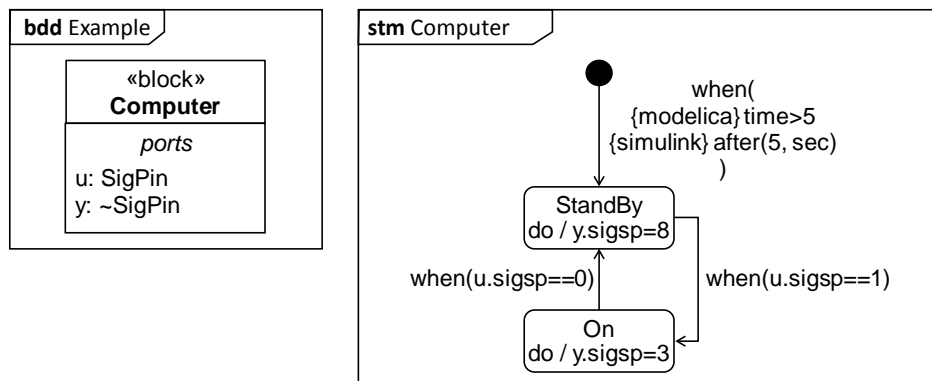 bdd Example
«block»
Computer
ports
u: SigPin
y: ~SigPin
stm Computer
when(
{modelica} time>5
{simulink} after(5, sec)
)
StandBy
do / y.sigsp=8
when(u.sigsp==0)
when(u.sigsp==1)
On
do / y.sigsp=3